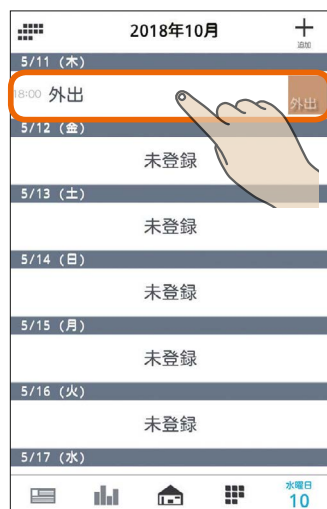 2018年10月
追加
5/11 (木)
18:00 外出 外出
5/12 (金)
未登録
5/13 (土)
未登録
5/14 (日)
未登録
5/15 (月)
未登録
5/16 (火)
未登録
5/17 (水)
水曜日
10